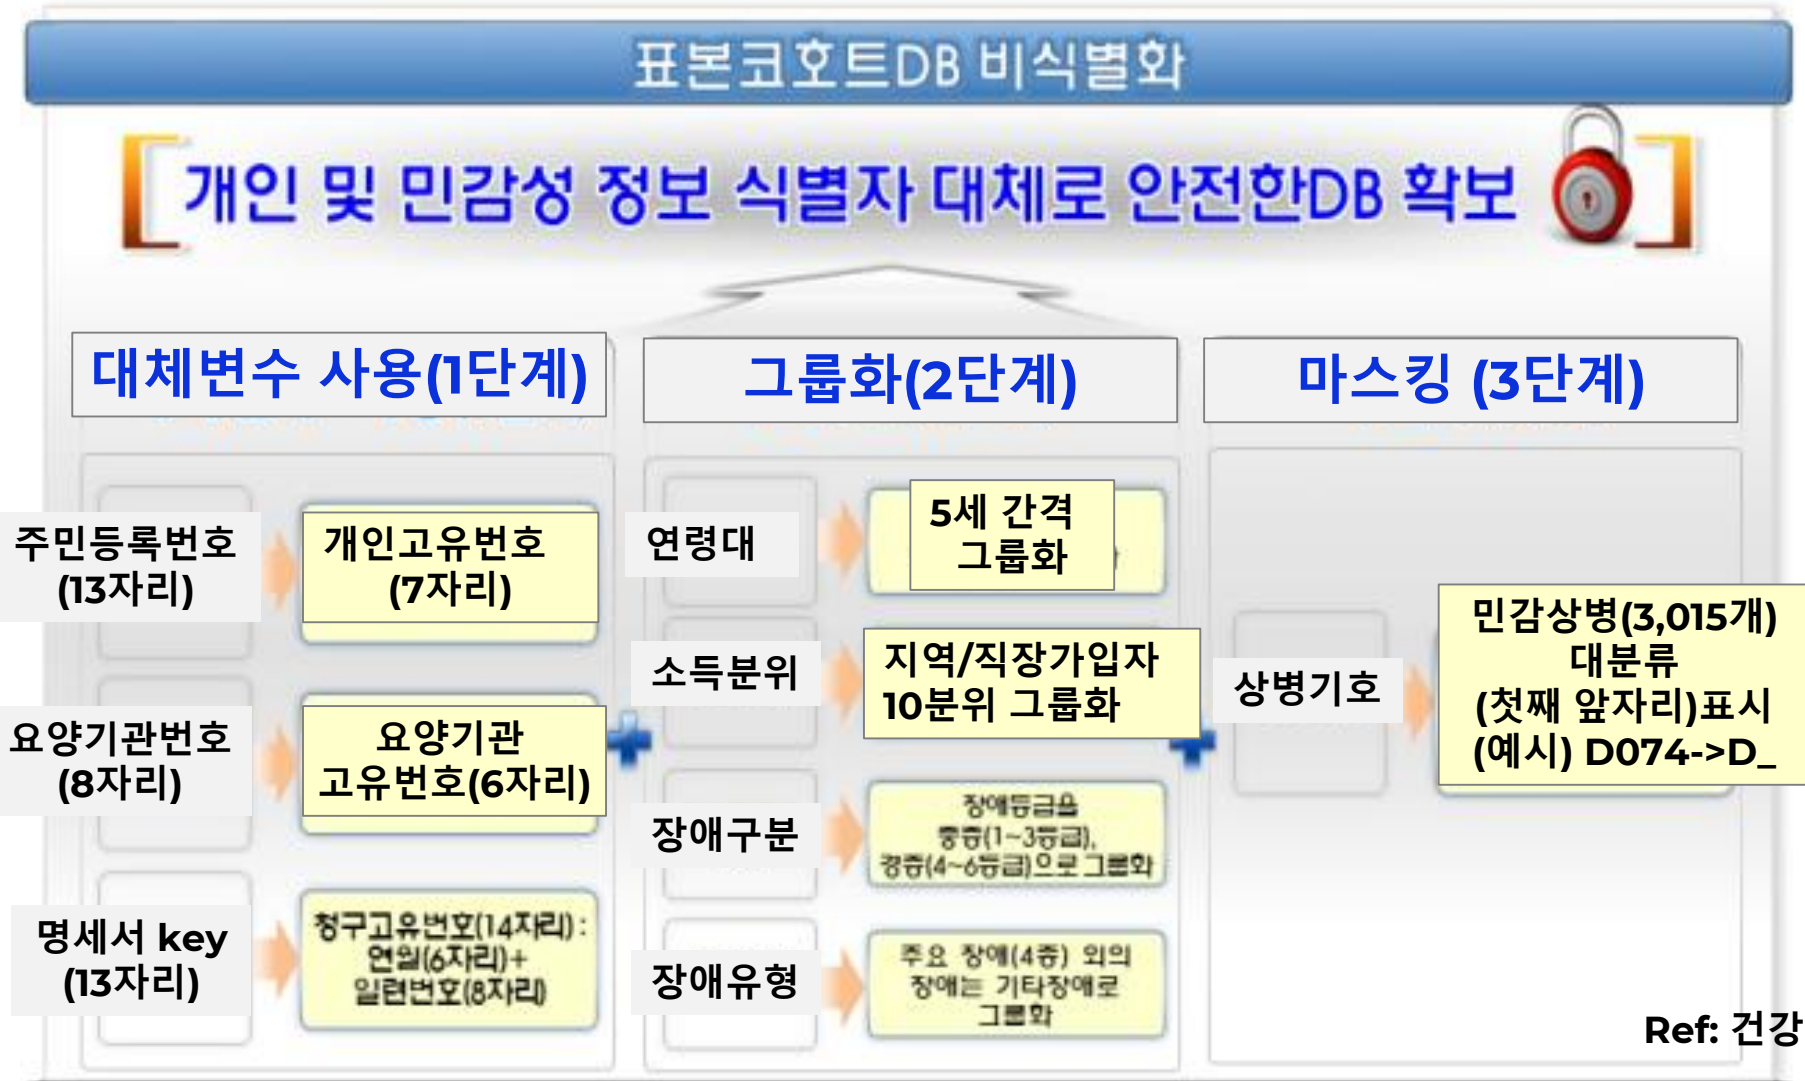 표본코호트DB 비식별화
개인 및 민감성 정보 식별자 대체로 안전한DB 확보
대체변수 사용(1단계)
주민등록번호
(13자리)
개인고유번호
(7자리)
요양기관번호
(8자리)
요양기관
고유번호(6자리)
명세서 key
(13자리)
청구고유번호(14자리) :
연월(6자리)+
일련번호(8자리)
그룹화(2단계)
연령대
5세 간격
그룹화
소득분위
지역/직장가입자
10분위 그룹화
장애구분
장애등급을
중증(1~3등급),
경증(4~6등급)으로 그룹화
장애유형
주요 장애(4종) 외의
장애는 기타장애로
그룹화
마스킹 (3단계)
상병기호
민감상병(3,015개)
대분류
(첫째 앞자리)표시
(예시) D074->D_
Ref: 건강